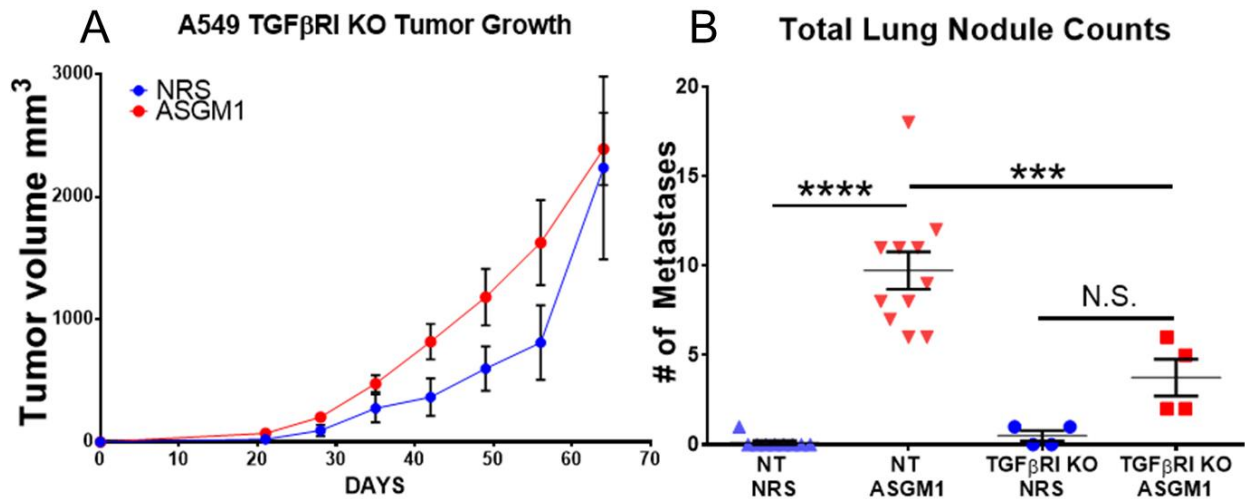 A
A549 TGFβRI KO Tumor Growth
Tumor volume mm³
3000
2000
1000
0
NRS
ASGM1
0 10 20 30 40 50 60 70
DAYS
B
Total Lung Nodule Counts
# of Metastases
20
15
10
5
0
****
***
N.S.
NT NT TGFβRI KO TGFβRI KO
NRS ASGM1 NRS ASGM1